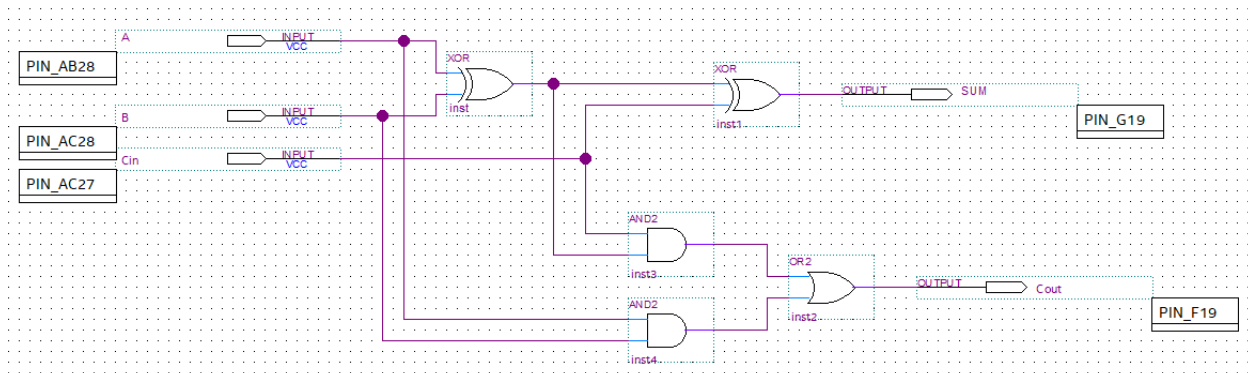 A
INPUT
VCC
PIN_AB28
XOR
inst
XOR
inst1
OUTPUT
SUM
PIN_G19
B
INPUT
VCC
PIN_AC28
Cin
INPUT
VCC
PIN_AC27
AND2
inst3
OR2
inst2
OUTPUT
Cout
PIN_F19
AND2
inst4